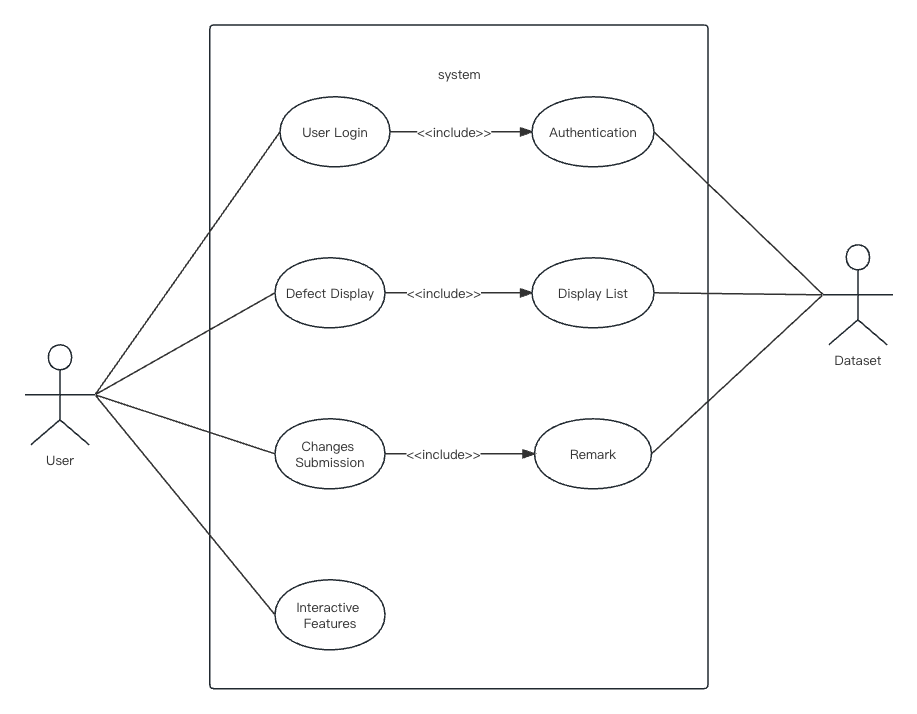 system
User Login
<<include>>
Authentication
Defect Display
<<include>>
Display List
Dataset
Changes
Submission
<<include>>
Remark
User
Interactive
Features